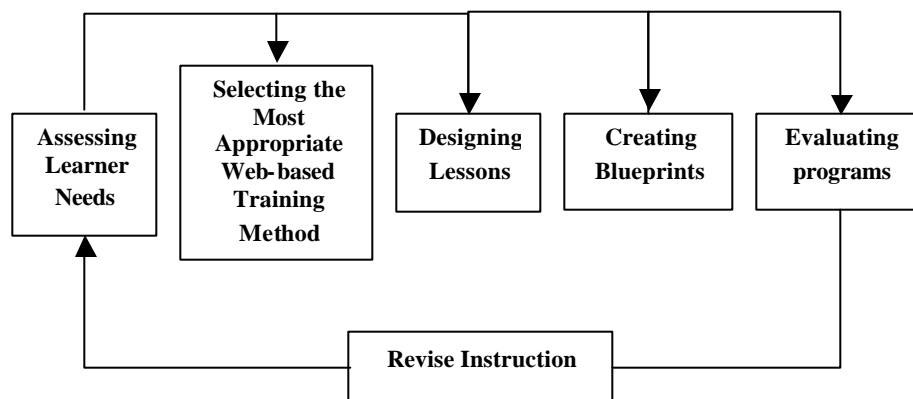 Assessing
Learner
Needs
Selecting the
Most
Appropriate
Web-based
Training
Method
Designing
Lessons
Creating
Blueprints
Evaluating
programs
Revise Instruction